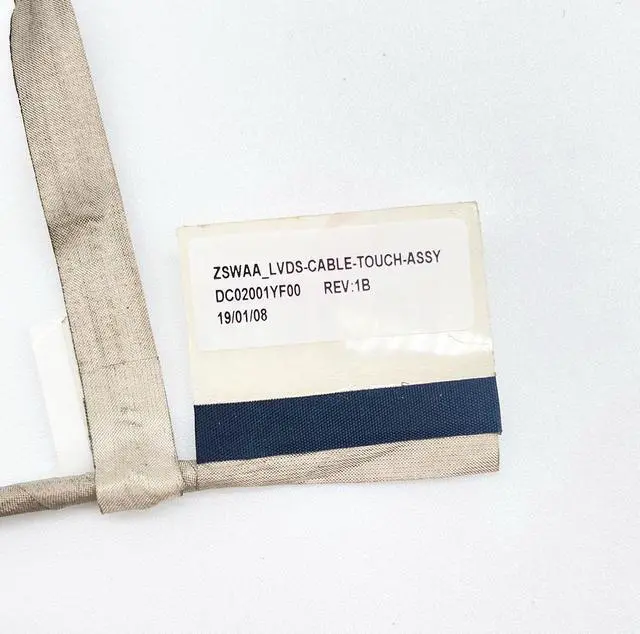 ZSWAA_LVDS-CABLE-TOUCH-ASSY
DC02001YF00 REV:1B
19/01/08